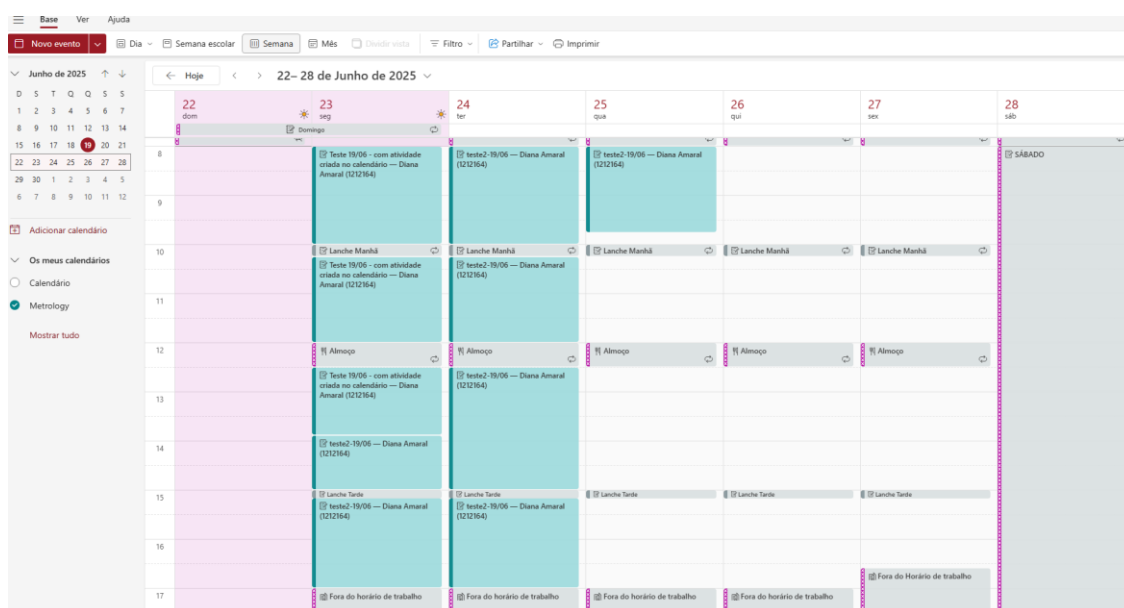 Base Ver Ajuda
Novo evento Dia Semana escolar Semana Mês Dividir vista Filtro Partilhar Imprimir
Junho de 2025
D S T Q Q S S
1 2 3 4 5 6 7
8 9 10 11 12 13 14
15 16 17 18 19 20 21
22 23 24 25 26 27 28
29 30 1 2 3 4 5
6 7 8 9 10 11 12
Adicionar calendário
Os meus calendários
Calendário
Metrology
Mostrar tudo
Hoje 22– 28 de Junho de 2025
22 23 24 25 26 27 28
dom seg ter qua qui sex sáb
Domingo
8
Teste 19/06 - com atividade
criada no calendário — Diana
Amaral (1212164)
teste2-19/06 — Diana Amaral
(1212164)
teste2-19/06 — Diana Amaral
(1212164)
SÁBADO
9
10
Lanche Manhã Lanche Manhã Lanche Manhã Lanche Manhã Lanche Manhã
Teste 19/06 - com atividade
criada no calendário — Diana
Amaral (1212164)
teste2-19/06 — Diana Amaral
(1212164)
11
12
Almoço Almoço Almoço Almoço Almoço
Teste 19/06 - com atividade
criada no calendário — Diana
Amaral (1212164)
teste2-19/06 — Diana Amaral
(1212164)
13
14
teste2-19/06 — Diana Amaral
(1212164)
15
Lanche Tarde Lanche Tarde Lanche Tarde Lanche Tarde Lanche Tarde
teste2-19/06 — Diana Amaral
(1212164)
teste2-19/06 — Diana Amaral
(1212164)
16
Fora do Horário de trabalho
17
Fora do horário de trabalho Fora do horário de trabalho Fora do horário de trabalho Fora do horário de trabalho